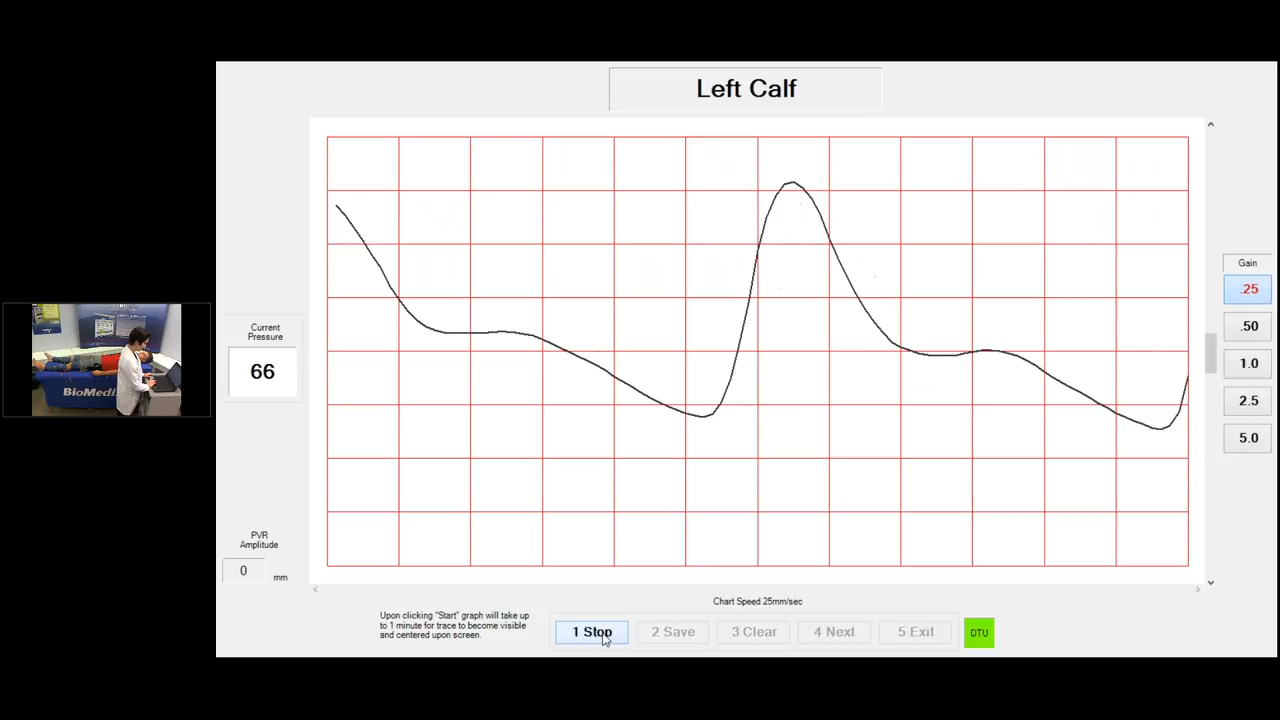 Left Calf
Gain
.25
.50
1.0
2.5
5.0
Current
Pressure
66
PVR
Amplitude
0
mm
Chart Speed 25mm/sec
Upon clicking "Start" graph will take up
to 1 minute for trace to become visible
and centered upon screen.
1 Stop
2 Save
3 Clear
4 Next
5 Exit
DTU
BioMedix